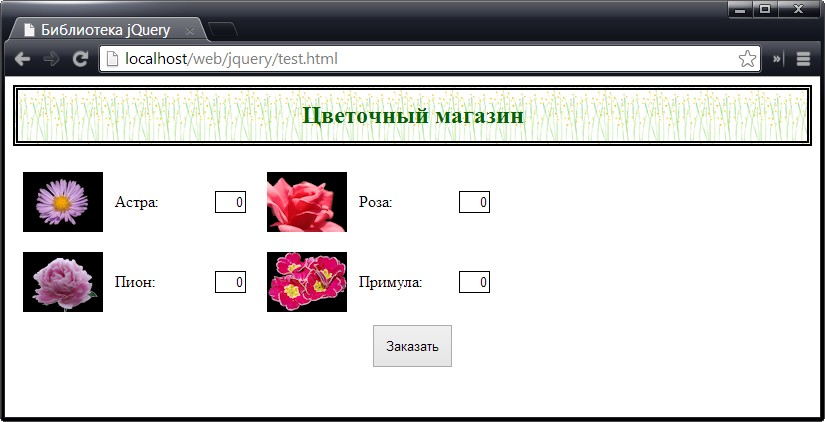 Библиотека jQuery
localhost/web/jquery/test.html
Цветочный магазин
Астра: 0 Роза: 0
Пион: 0 Примула: 0
Заказать